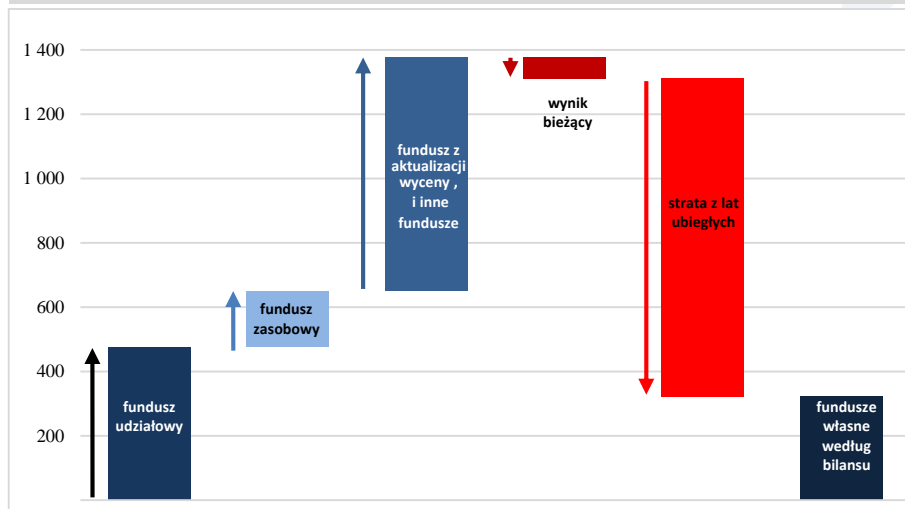 1 400
1 200
1 000
800
600
400
200
fundusz
udziałowy
fundusz
zasobowy
fundusz z
aktualizacji
wyceny ,
i inne
fundusze
wynik
bieżący
strata z lat
ubiegłych
fundusze
własne
według
bilansu